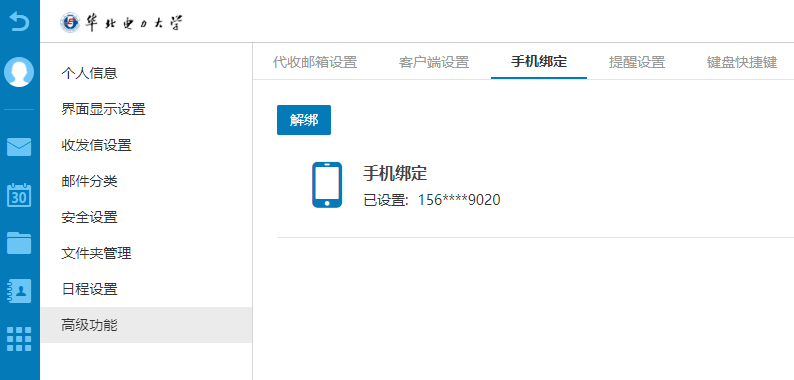 华北电力大学
个人信息
界面显示设置
收发信设置
邮件分类
安全设置
文件夹管理
日程设置
高级功能
30
代收邮箱设置 客户端设置 手机绑定 提醒设置 键盘快捷键
解绑
手机绑定
已设置: 156****9020